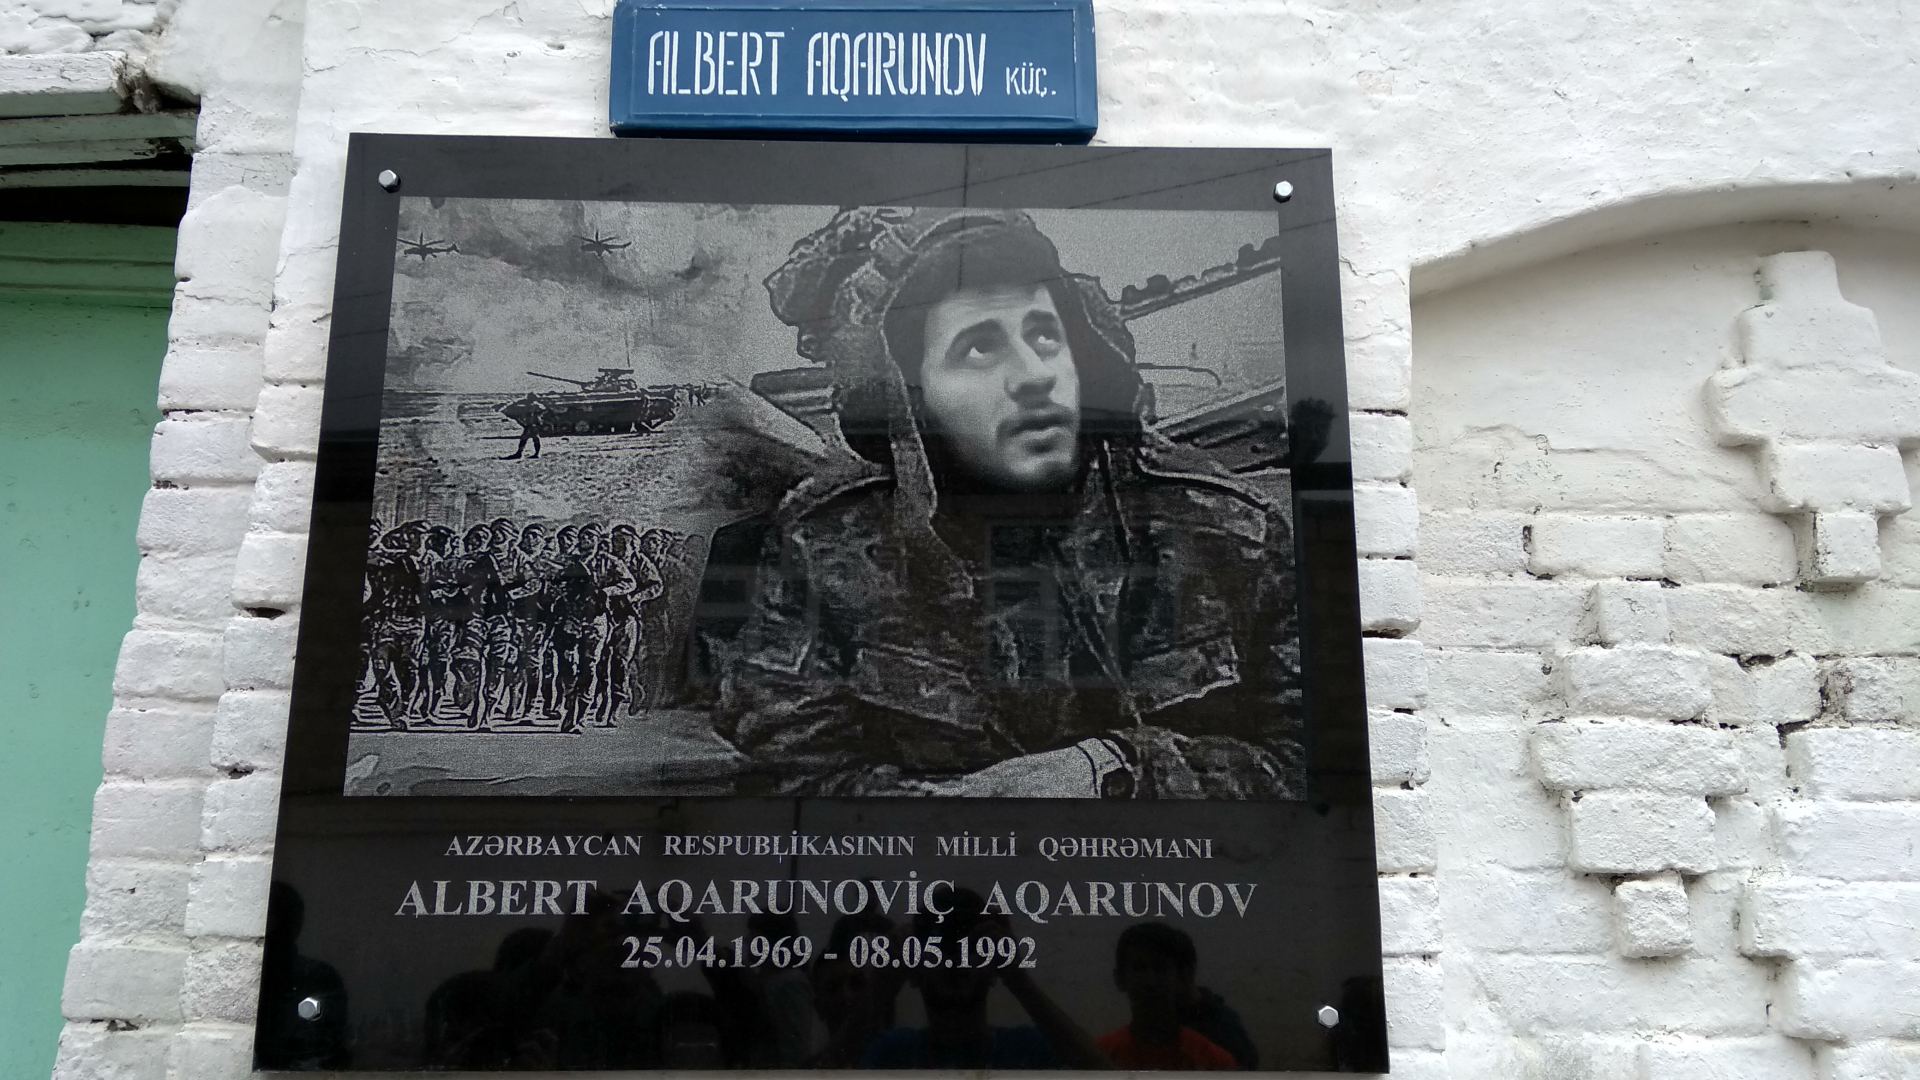 ALBERT AQARUNOV KÜÇ.
AZƏRBAYCAN RESPUBLİKASININ MİLLİ QƏHRƏMANI
ALBERT AQARUNOVİÇ AQARUNOV
25.04.1969 - 08.05.1992